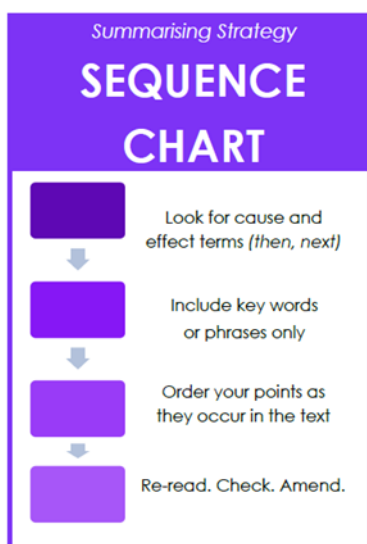 Summarising Strategy
SEQUENCE
CHART
Look for cause and
effect terms (then, next)
Include key words
or phrases only
Order your points as
they occur in the text
Re-read. Check. Amend.